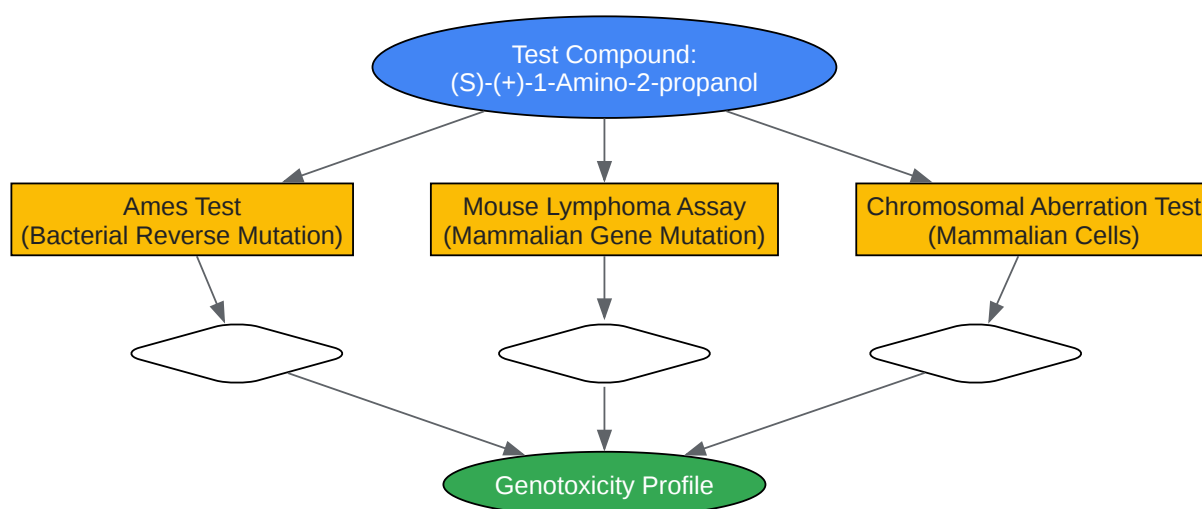 Test Compound:
(S)-(+)-1-Amino-2-propanol
Ames Test
(Bacterial Reverse Mutation)
Mouse Lymphoma Assay
(Mammalian Gene Mutation)
Chromosomal Aberration Test
(Mammalian Cells)
Genotoxicity Profile